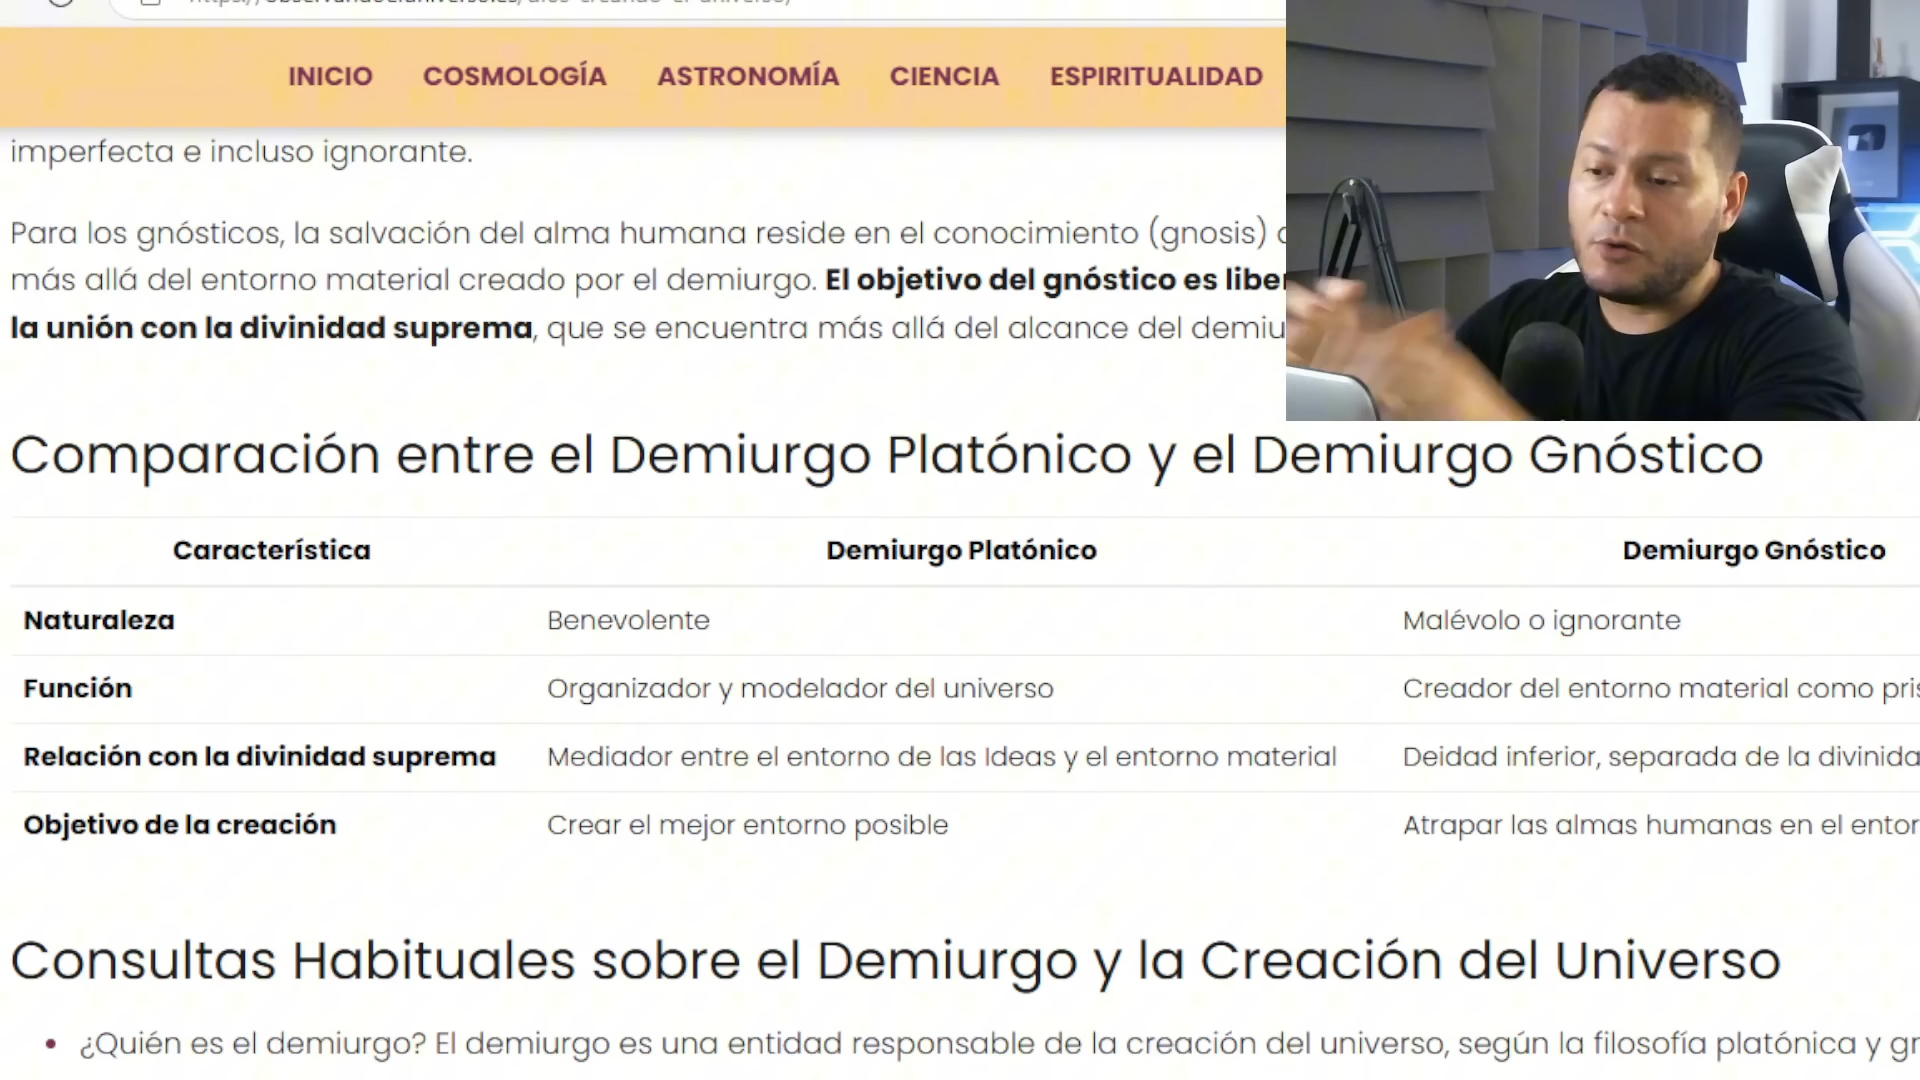 INICIO COSMOLOGÍA ASTRONOMÍA CIENCIA ESPIRITUALIDAD
imperfecta e incluso ignorante.
Para los gnósticos, la salvación del alma humana reside en el conocimiento (gnosis)
más allá del entorno material creado por el demiurgo. El objetivo del gnóstico es liber
la unión con la divinidad suprema, que se encuentra más allá del alcance del demiu
Comparación entre el Demiurgo Platónico y el Demiurgo Gnóstico
Característica Demiurgo Platónico Demiurgo Gnóstico
Naturaleza Benevolente Malévolo o ignorante
Función Organizador y modelador del universo Creador del entorno material como pris
Relación con la divinidad suprema Mediador entre el entorno de las Ideas y el entorno material Deidad inferior, separada de la divinida
Objetivo de la creación Crear el mejor entorno posible Atrapar las almas humanas en el entor
Consultas Habituales sobre el Demiurgo y la Creación del Universo
• ¿Quién es el demiurgo? El demiurgo es una entidad responsable de la creación del universo, según la filosofía platónica y gr